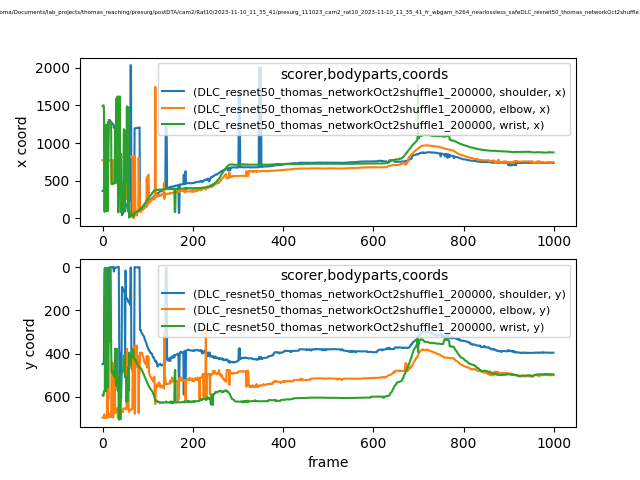 oma/Documents/lab_projects/thomas_reaching/presurg/postDTA/cam2/Rat10/2023-11-10_11_35_41/presurg_111023_cam2_rat10_2023-11-10_11_35_41_fr_wbgam_h264_nearlossless_safeDLC_resnet50_thomas_networkOct2shuffle1
2000
1500
1000
500
0
x coord
scorer,bodyparts,coords
(DLC_resnet50_thomas_networkOct2shuffle1_200000, shoulder, x)
(DLC_resnet50_thomas_networkOct2shuffle1_200000, elbow, x)
(DLC_resnet50_thomas_networkOct2shuffle1_200000, wrist, x)
0 200 400 600 800 1000
0
200
400
600
y coord
scorer,bodyparts,coords
(DLC_resnet50_thomas_networkOct2shuffle1_200000, shoulder, y)
(DLC_resnet50_thomas_networkOct2shuffle1_200000, elbow, y)
(DLC_resnet50_thomas_networkOct2shuffle1_200000, wrist, y)
0 200 400 600 800 1000
frame